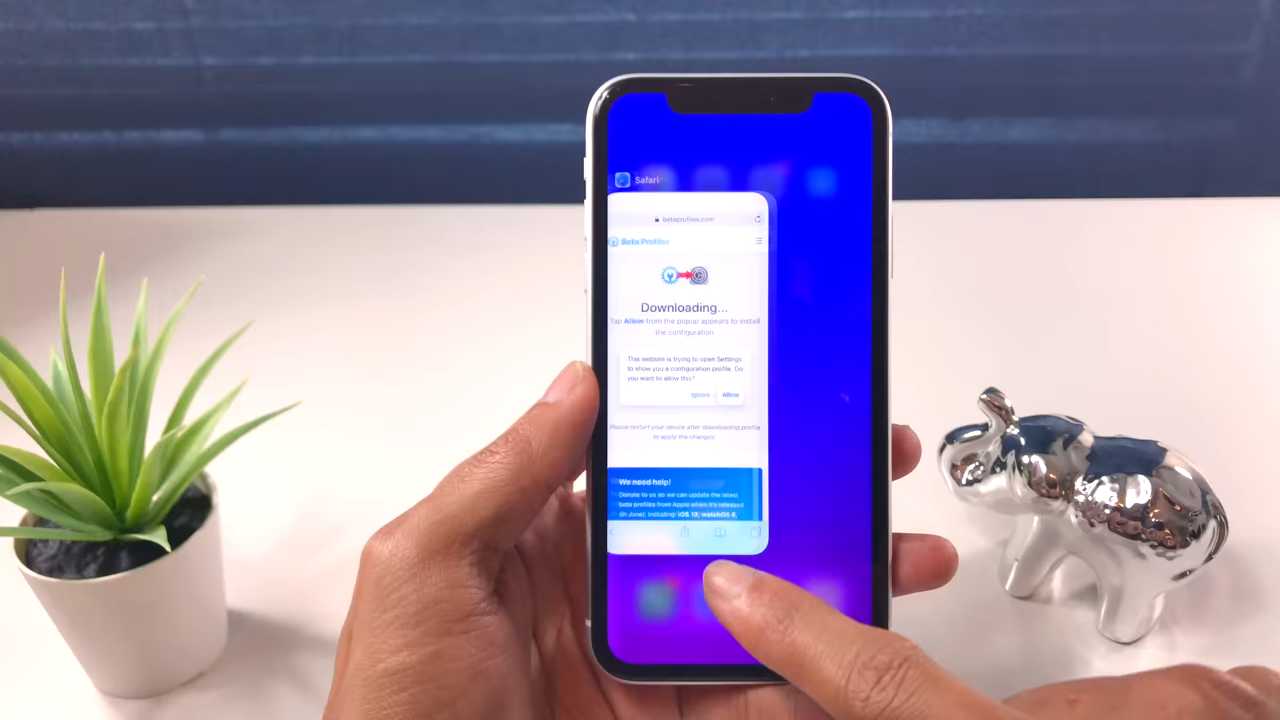 Safari
betaprofiles.com
Beta Profiles
Downloading...
Tap Allow from the popup appears to install
the configuration
This website is trying to open Settings
to show you a configuration profile. Do
you want to allow this?
Ignore Allow
Please restart your device after downloading profile
to apply the changes.
We need help!
Donate to us so we can update the latest
beta profiles from Apple when it's released
(in June), including: iOS 13, watchOS 6,